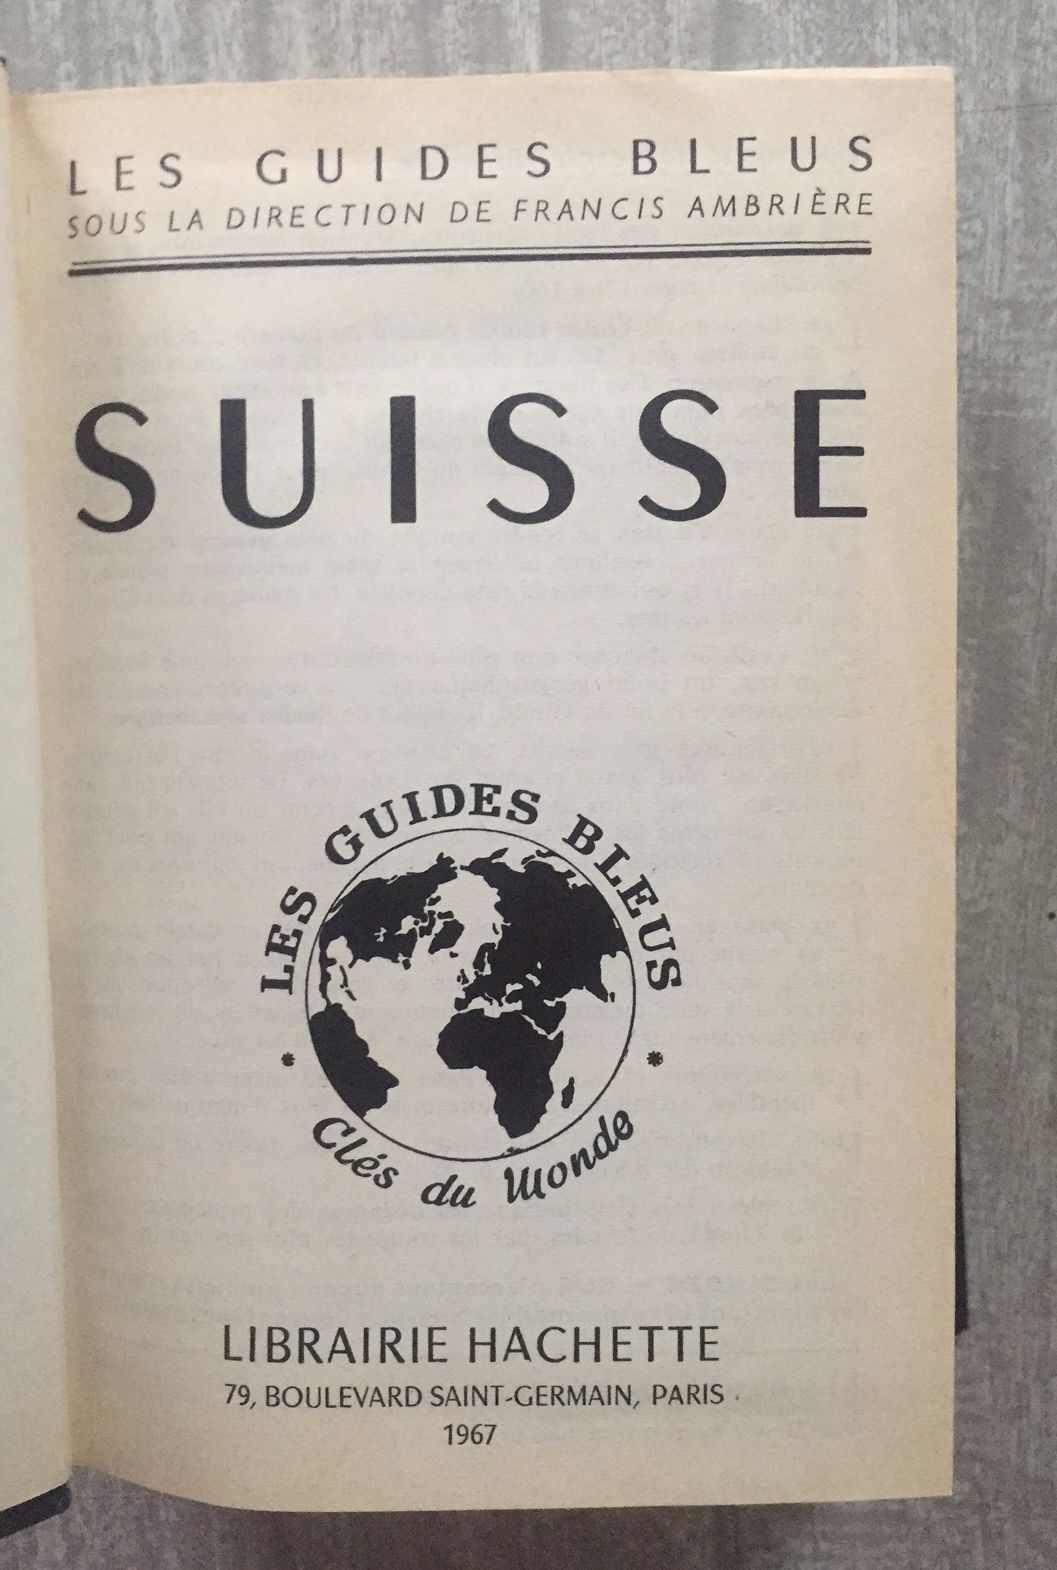 LES GUIDES BLEUS
SOUS LA DIRECTION DE FRANCIS AMBRIÈRE
SUISSE
LES GUIDES BLEUS
Clés du Monde
LIBRAIRIE HACHETTE
79, BOULEVARD SAINT-GERMAIN, PARIS
1967